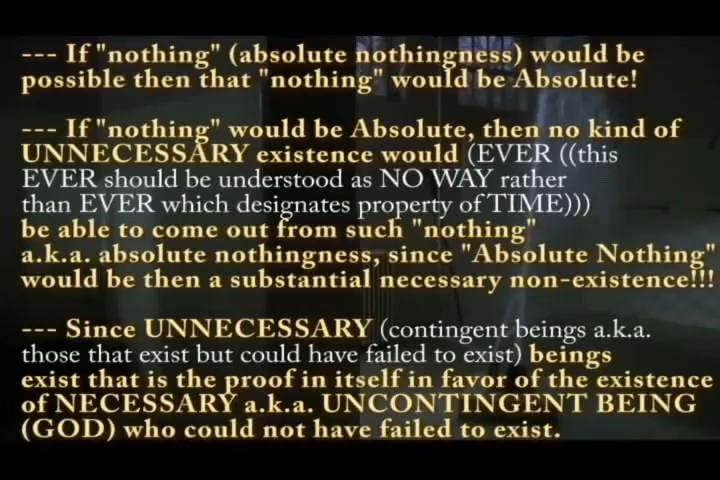 --- If "nothing" (absolute nothingness) would be
possible then that "nothing" would be Absolute!
--- If "nothing" would be Absolute, then no kind of
UNNECESSARY existence would (EVER ((this
EVER should be understood as NO WAY rather
than EVER which designates property of TIME)))
be able to come out from such "nothing"
a.k.a. absolute nothingness, since "Absolute Nothing"
would be then a substantial necessary non-existence!!!
--- Since UNNECESSARY (contingent beings a.k.a.
those that exist but could have failed to exist) beings
exist that is the proof in itself in favor of the existence
of NECESSARY a.k.a. UNCONTINGENT BEING
(GOD) who could not have failed to exist.